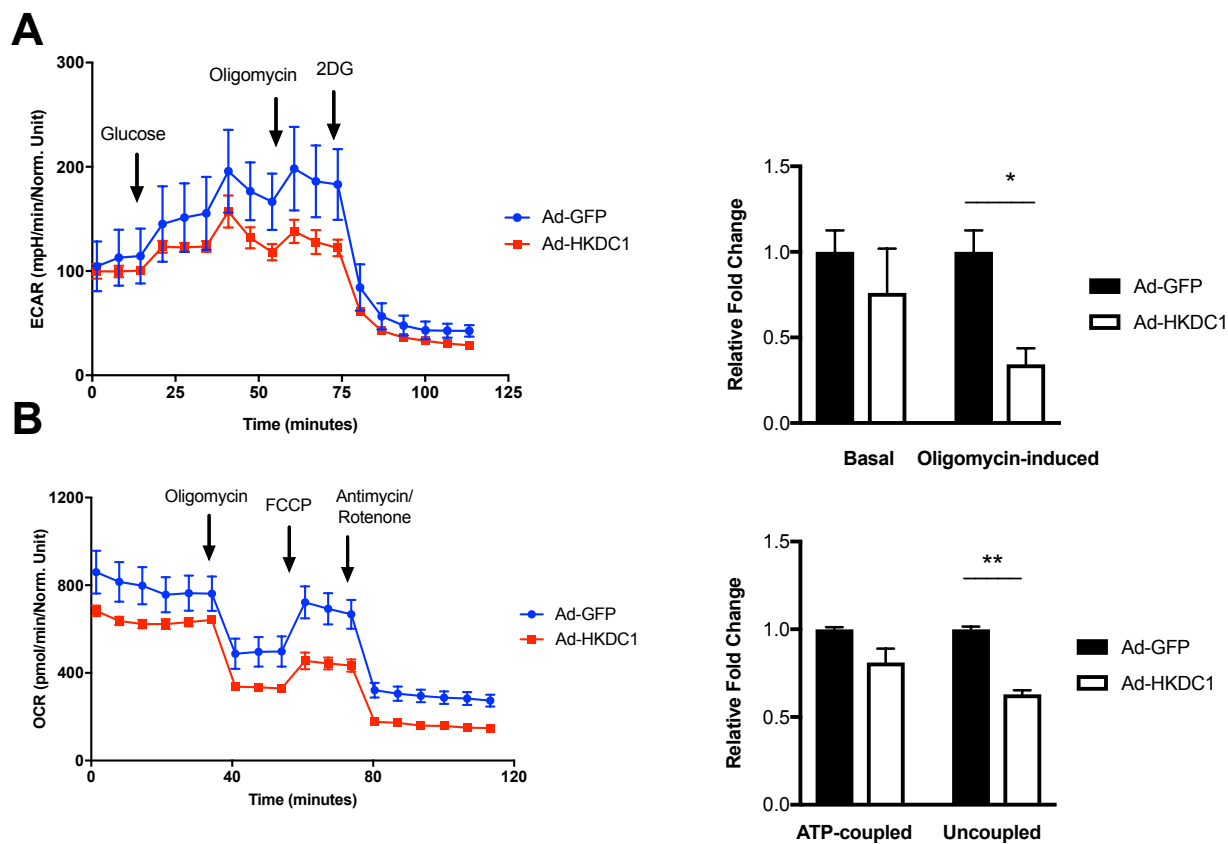 A
ECAR (mpH/min/Norm. Unit)
300
200
100
0
0 25 50 75 100 125
Time (minutes)
Glucose
Oligomycin
2DG
Ad-GFP
Ad-HKDC1
Relative Fold Change
1.5
1.0
0.5
0.0
*
Basal Oligomycin-induced
Ad-GFP
Ad-HKDC1
B
OCR (pmol/min/Norm. Unit)
1200
800
400
0
0 40 80 120
Time (minutes)
Oligomycin
FCCP
Antimycin/
Rotenone
Ad-GFP
Ad-HKDC1
Relative Fold Change
1.5
1.0
0.5
0.0
**
ATP-coupled Uncoupled
Ad-GFP
Ad-HKDC1